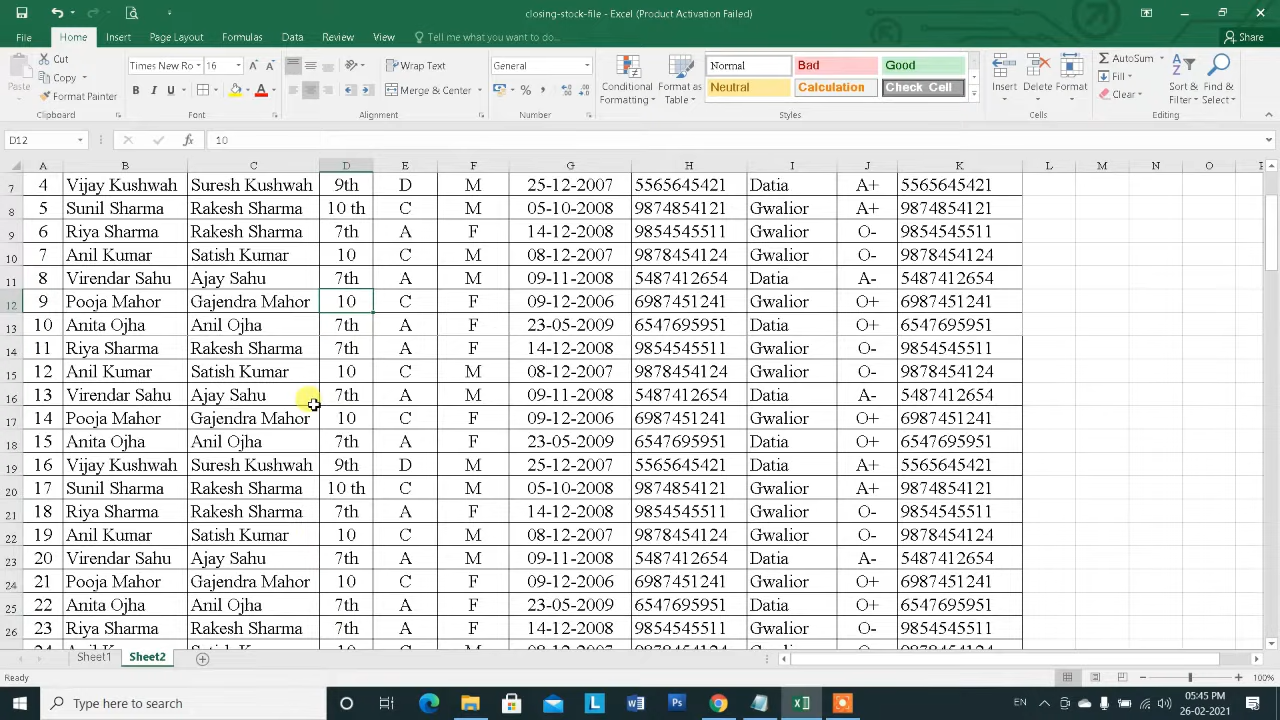 closing-stock-file - Excel (Product Activation Failed)
File Home Insert Page Layout Formulas Data Review View Tell me what you want to do... Share
Cut
Copy
Format Painter
Clipboard
Times New Ro 16
B I U
Font
Wrap Text
Merge & Center
Alignment
General
Number
Conditional Formatting
Format as Table
Normal Bad Good
Neutral Calculation Check Cell
Styles
Insert Delete Format
Cells
AutoSum
Fill
Clear
Sort & Filter
Find & Select
Editing
D12 fx 10
A B C D E F G H I J K L M N O
7 4 Vijay Kushwah Suresh Kushwah 9th D M 25-12-2007 5565645421 Datia A+ 5565645421
8 5 Sunil Sharma Rakesh Sharma 10 th C M 05-10-2008 9874854121 Gwalior A+ 9874854121
9 6 Riya Sharma Rakesh Sharma 7th A F 14-12-2008 9854545511 Gwalior O- 9854545511
10 7 Anil Kumar Satish Kumar 10 C M 08-12-2007 9878454124 Gwalior O- 9878454124
11 8 Virendar Sahu Ajay Sahu 7th A M 09-11-2008 5487412654 Datia A- 5487412654
12 9 Pooja Mahor Gajendra Mahor 10 C F 09-12-2006 6987451241 Gwalior O+ 6987451241
13 10 Anita Ojha Anil Ojha 7th A F 23-05-2009 6547695951 Datia O+ 6547695951
14 11 Riya Sharma Rakesh Sharma 7th A F 14-12-2008 9854545511 Gwalior O- 9854545511
15 12 Anil Kumar Satish Kumar 10 C M 08-12-2007 9878454124 Gwalior O- 9878454124
16 13 Virendar Sahu Ajay Sahu 7th A M 09-11-2008 5487412654 Datia A- 5487412654
17 14 Pooja Mahor Gajendra Mahor 10 C F 09-12-2006 6987451241 Gwalior O+ 6987451241
18 15 Anita Ojha Anil Ojha 7th A F 23-05-2009 6547695951 Datia O+ 6547695951
19 16 Vijay Kushwah Suresh Kushwah 9th D M 25-12-2007 5565645421 Datia A+ 5565645421
20 17 Sunil Sharma Rakesh Sharma 10 th C M 05-10-2008 9874854121 Gwalior A+ 9874854121
21 18 Riya Sharma Rakesh Sharma 7th A F 14-12-2008 9854545511 Gwalior O- 9854545511
22 19 Anil Kumar Satish Kumar 10 C M 08-12-2007 9878454124 Gwalior O- 9878454124
23 20 Virendar Sahu Ajay Sahu 7th A M 09-11-2008 5487412654 Datia A- 5487412654
24 21 Pooja Mahor Gajendra Mahor 10 C F 09-12-2006 6987451241 Gwalior O+ 6987451241
25 22 Anita Ojha Anil Ojha 7th A F 23-05-2009 6547695951 Datia O+ 6547695951
26 23 Riya Sharma Rakesh Sharma 7th A F 14-12-2008 9854545511 Gwalior O- 9854545511
Sheet1 Sheet2
Ready 100%
Type here to search
EN 05:45 PM
26-02-2021